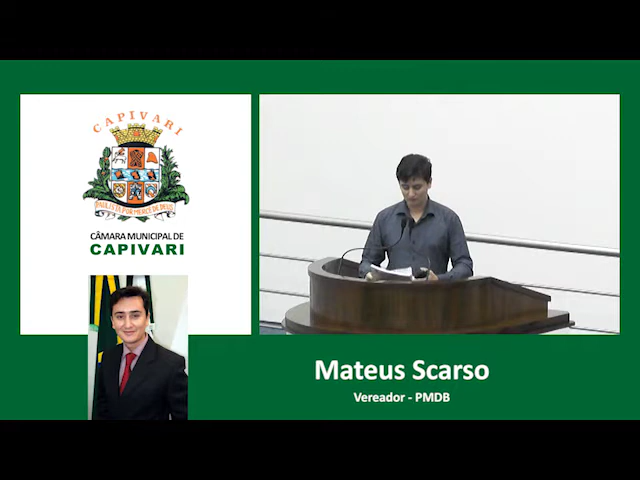 CAPIVARI
PAULISTA POR MERCÊ DE DEUS
CÂMARA MUNICIPAL DE
CAPIVARI
Mateus Scarso
Vereador - PMDB